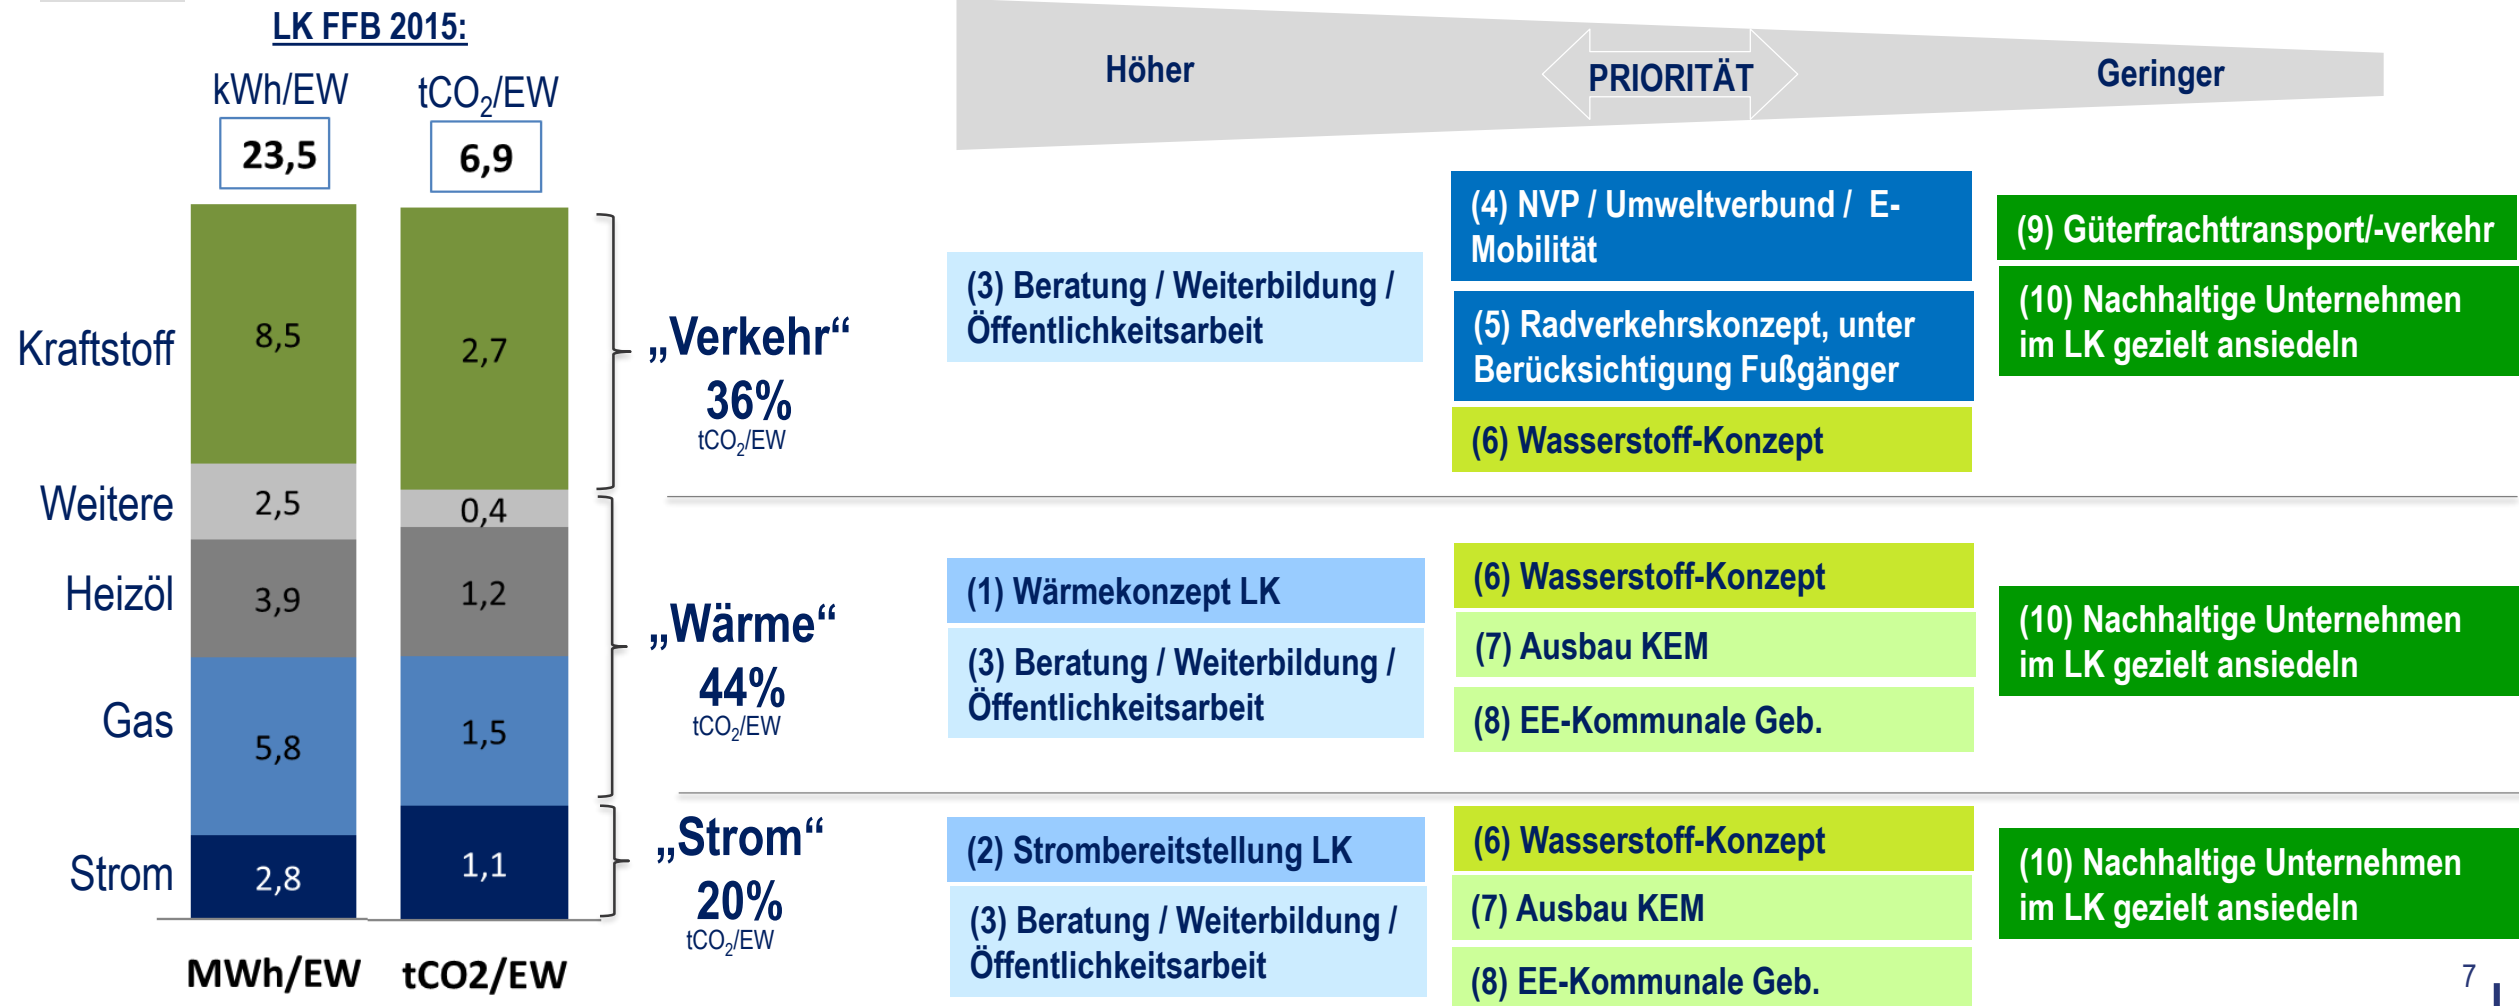 LK FFB 2015:
kWh/EW
tCO2/EW
23,5
6,9
Kraftstoff
8,5
2,7
Weitere
2,5
0,4
Heizöl
3,9
1,2
Gas
5,8
1,5
Strom
2,8
1,1
MWh/EW
tCO2/EW
Höher
PRIORITÄT
Geringer
„Verkehr“
36%
tCO2/EW
(3) Beratung / Weiterbildung /
Öffentlichkeitsarbeit
(4) NVP / Umweltverbund / E-
Mobilität
(5) Radverkehrskonzept, unter
Berücksichtigung Fußgänger
(6) Wasserstoff-Konzept
(9) Güterfrachttransport/-verkehr
(10) Nachhaltige Unternehmen
im LK gezielt ansiedeln
„Wärme“
44%
tCO2/EW
(1) Wärmekonzept LK
(3) Beratung / Weiterbildung /
Öffentlichkeitsarbeit
(6) Wasserstoff-Konzept
(7) Ausbau KEM
(8) EE-Kommunale Geb.
(10) Nachhaltige Unternehmen
im LK gezielt ansiedeln
„Strom“
20%
tCO2/EW
(2) Strombereitstellung LK
(3) Beratung / Weiterbildung /
Öffentlichkeitsarbeit
(6) Wasserstoff-Konzept
(7) Ausbau KEM
(8) EE-Kommunale Geb.
(10) Nachhaltige Unternehmen
im LK gezielt ansiedeln
7